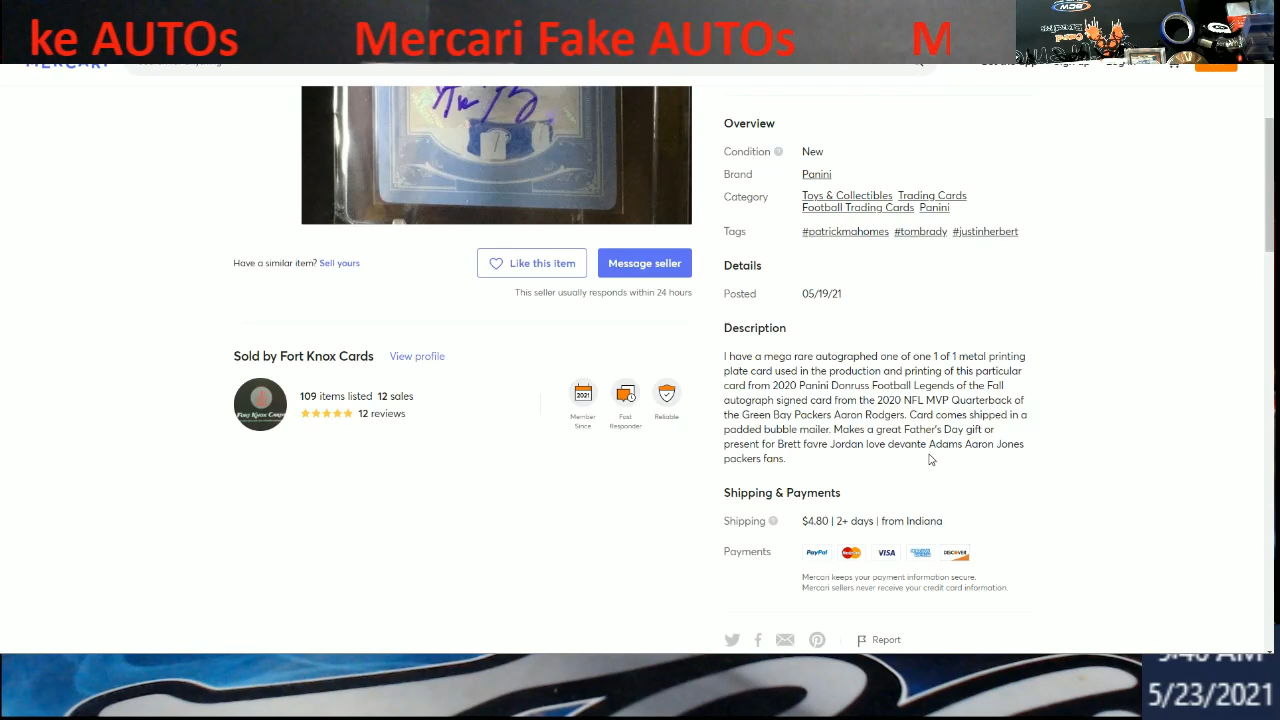 ke AUTOs Mercari Fake AUTOs M
MERCARI
Overview
Condition New
Brand Panini
Category Toys & Collectibles Trading Cards
Football Trading Cards Panini
Tags #patrickmahomes #tombrady #justinherbert
Have a similar item? Sell yours
Like this item
Message seller
This seller usually responds within 24 hours
Details
Posted 05/19/21
Description
I have a mega rare autographed one of one 1 of 1 metal printing
plate card used in the production and printing of this particular
card from 2020 Panini Donruss Football Legends of the Fall
autograph signed card from the 2020 NFL MVP Quarterback of
the Green Bay Packers Aaron Rodgers. Card comes shipped in a
padded bubble mailer. Makes a great Father's Day gift or
present for Brett favre Jordan love devante Adams Aaron Jones
packers fans.
Sold by Fort Knox Cards View profile
109 items listed 12 sales
12 reviews
2021
Member
Since
Fast
Responder
Reliable
Shipping & Payments
Shipping $4.80 | 2+ days | from Indiana
Payments PayPal MasterCard VISA AMERICAN EXPRESS DISCOVER
Mercari keeps your payment information secure.
Mercari sellers never receive your credit card information.
Report
5/23/2021